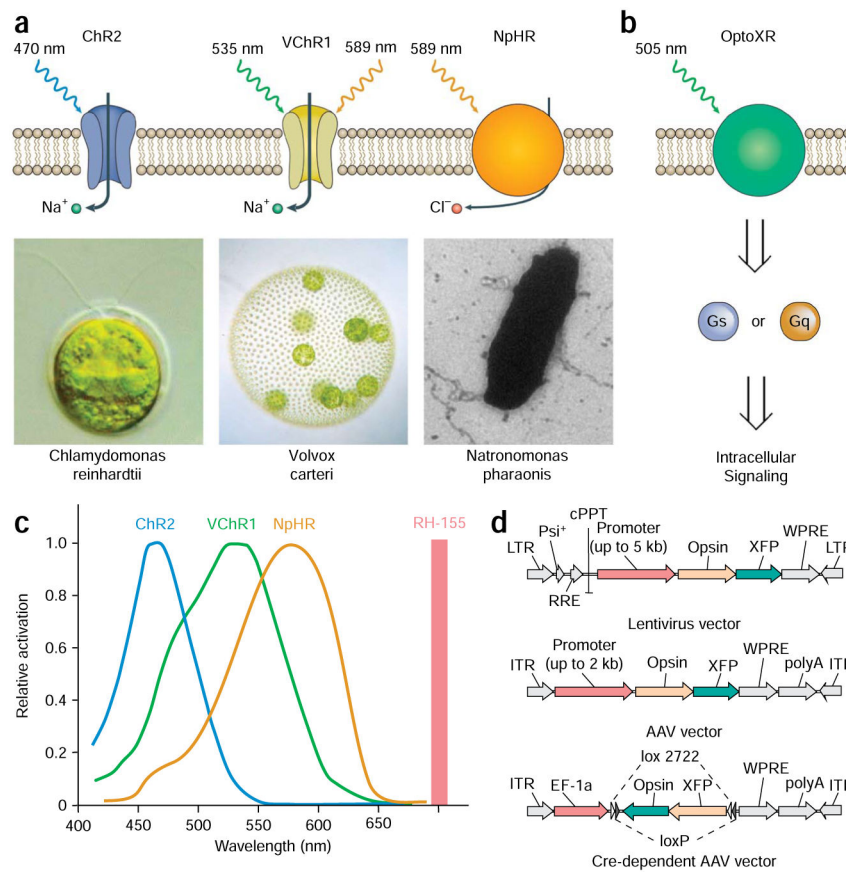 a
ChR2
VChR1
NpHR
470 nm
535 nm
589 nm
589 nm
Na+
Na+
Cl−
Chlamydomonas
reinhardtii
Volvox
carteri
Natronomonas
pharaonis
b
OptoXR
505 nm
Gs or Gq
Intracellular
Signaling
c
ChR2
VChR1
NpHR
RH-155
Relative activation
1.0
0.8
0.6
0.4
0.2
0
400
450
500
550
600
650
Wavelength (nm)
d
LTR
Psi+
RRE
cPPT
Promoter
(up to 5 kb)
Opsin
XFP
WPRE
LT
Lentivirus vector
ITR
Promoter
(up to 2 kb)
Opsin
XFP
WPRE
polyA
IT
AAV vector
lox 2722
ITR
EF-1a
Opsin
XFP
WPRE
polyA
IT
loxP
Cre-dependent AAV vector